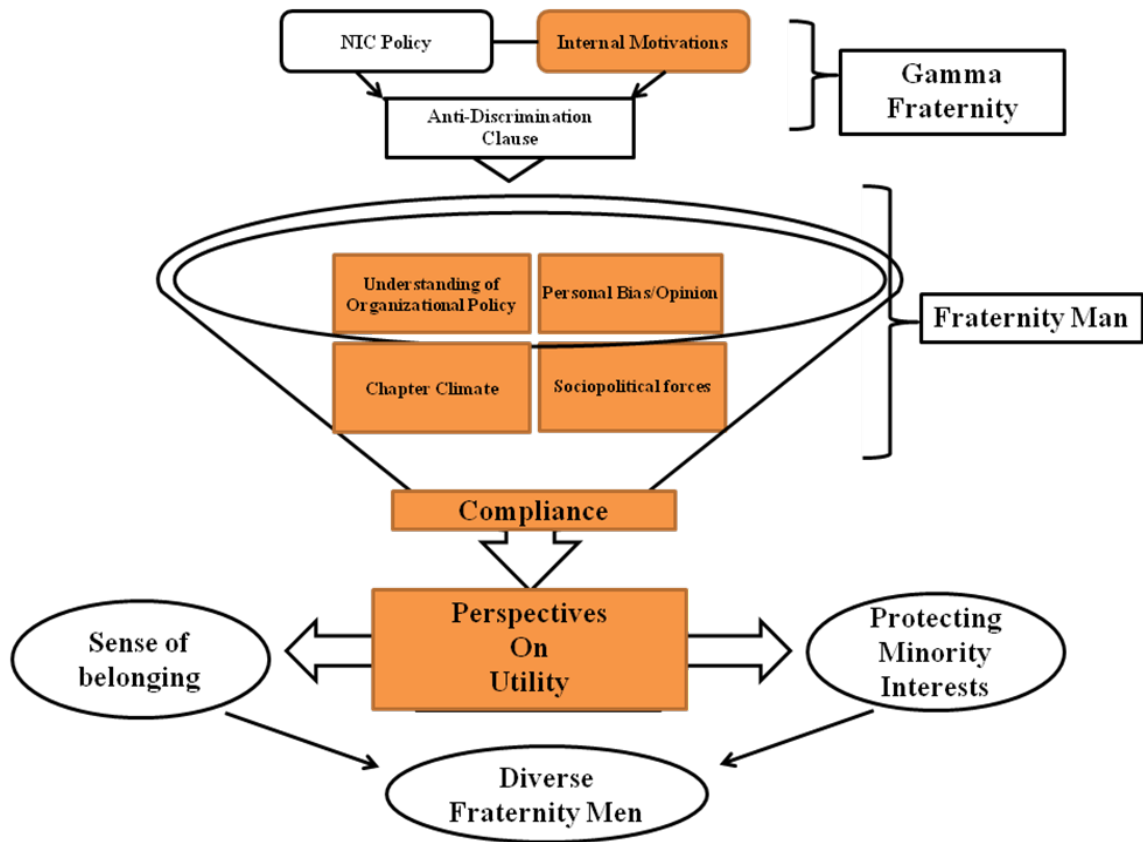 NIC Policy
Internal Motivations
Gamma
Fraternity
Anti-Discrimination
Clause
Understanding of
Organizational Policy
Personal Bias/Opinion
Fraternity Man
Chapter Climate
Sociopolitical forces
Compliance
Perspectives
On
Utility
Sense of
belonging
Protecting
Minority
Interests
Diverse
Fraternity Men